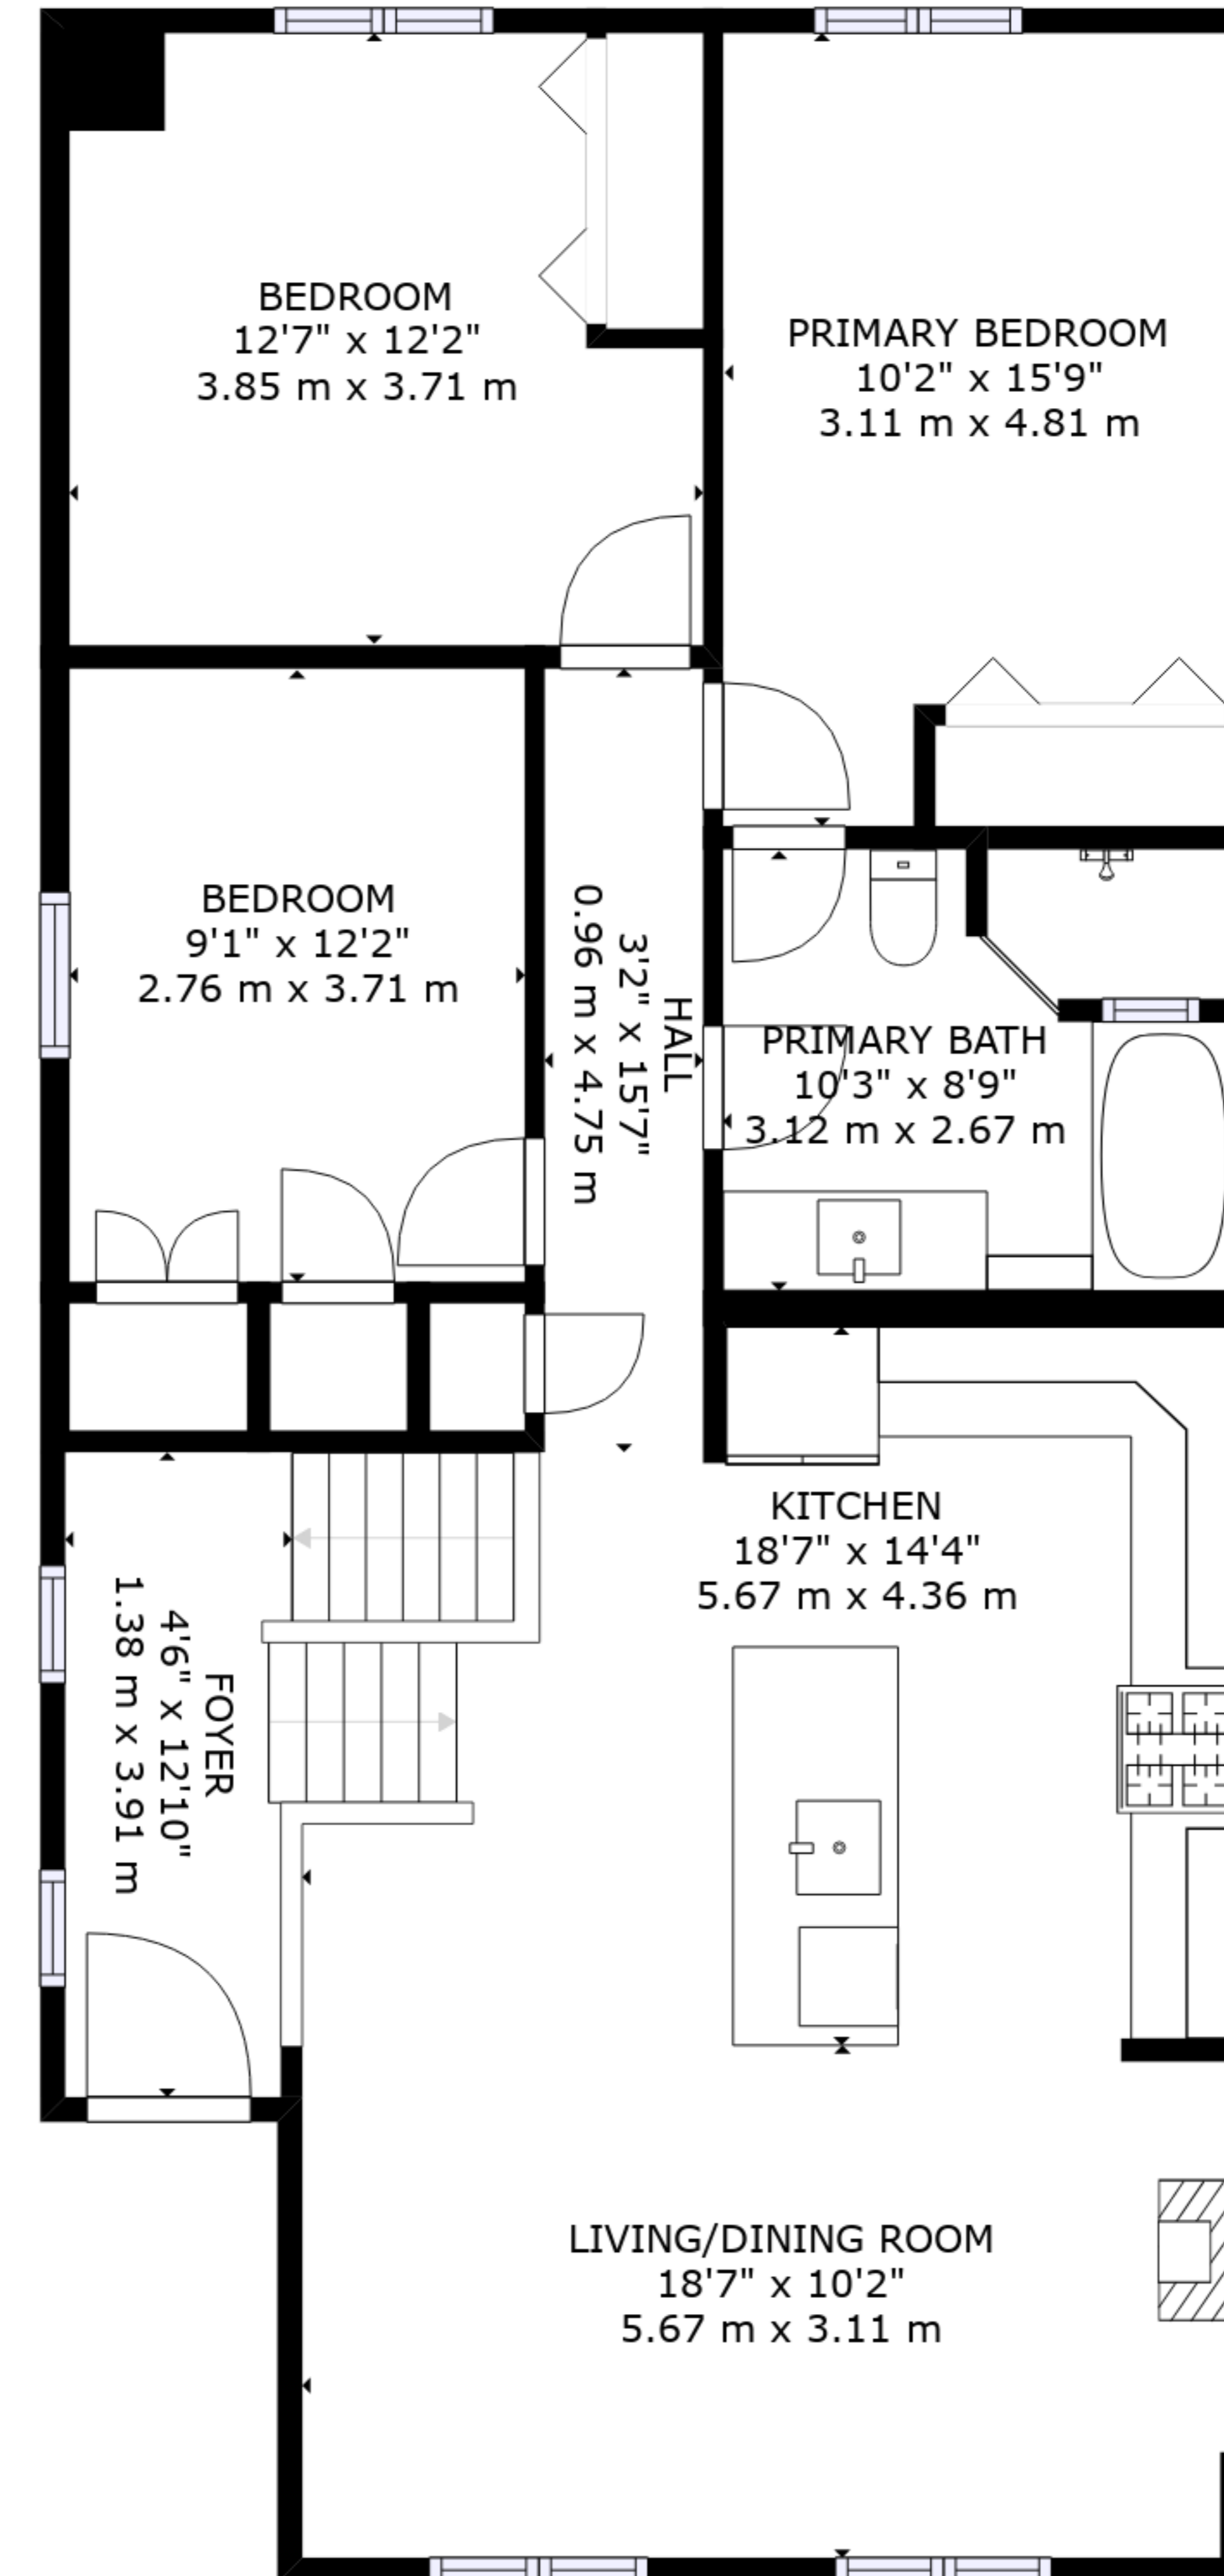 BEDROOM
12'7" x 12'2"
3.85 m x 3.71 m
PRIMARY BEDROOM
10'2" x 15'9"
3.11 m x 4.81 m
BEDROOM
9'1" x 12'2"
2.76 m x 3.71 m
HALL
3'2" x 15'7"
0.96 m x 4.75 m
PRIMARY BATH
10'3" x 8'9"
3.12 m x 2.67 m
KITCHEN
18'7" x 14'4"
5.67 m x 4.36 m
FOYER
4'6" x 12'10"
1.38 m x 3.91 m
LIVING/DINING ROOM
18'7" x 10'2"
5.67 m x 3.11 m